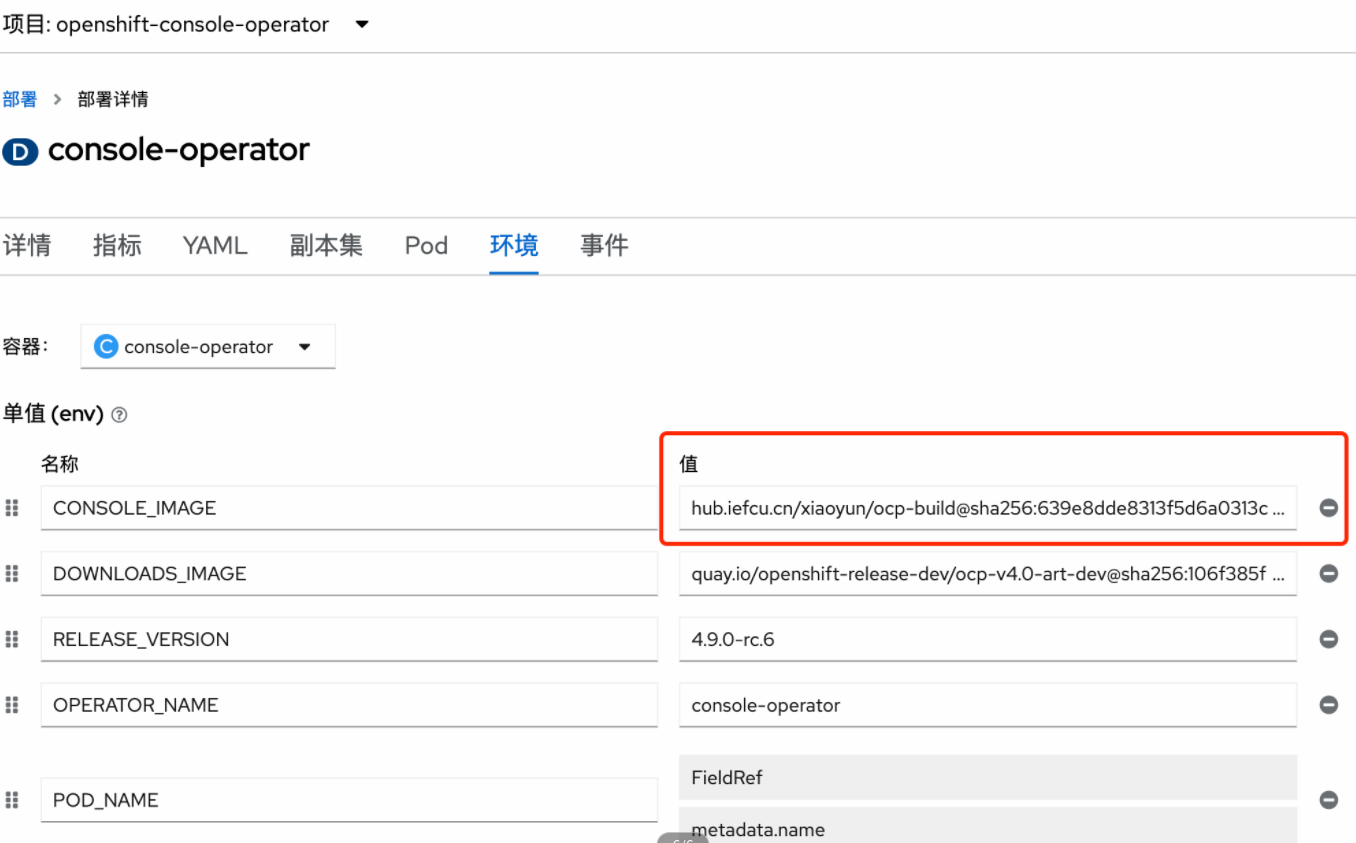 项目: openshift-console-operator
部署 > 部署详情
D console-operator
详情 指标 YAML 副本集 Pod 环境 事件
容器: C console-operator
单值 (env)
名称 值
CONSOLE_IMAGE hub.iefcu.cn/xiaoyun/ocp-build@sha256:639e8dde8313f5d6a0313c ...
DOWNLOADS_IMAGE quay.io/openshift-release-dev/ocp-v4.0-art-dev@sha256:106f385f ...
RELEASE_VERSION 4.9.0-rc.6
OPERATOR_NAME console-operator
FieldRef
POD_NAME
metadata.name